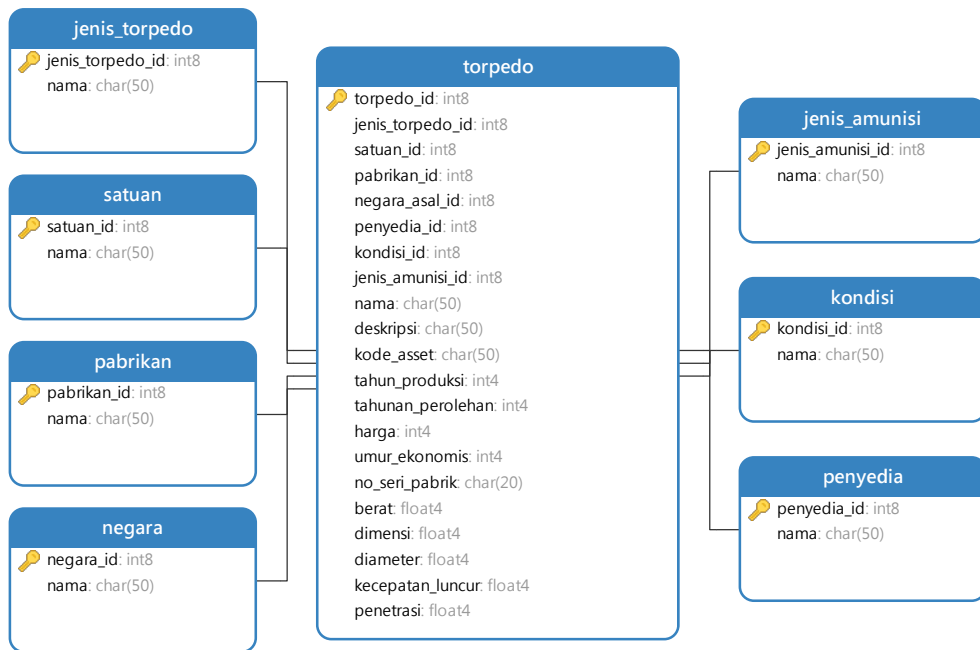 jenis_torpedo
jenis_torpedo_id: int8
nama: char(50)
satuan
satuan_id: int8
nama: char(50)
pabrikan
pabrikan_id: int8
nama: char(50)
negara
negara_id: int8
nama: char(50)
torpedo
torpedo_id: int8
jenis_torpedo_id: int8
satuan_id: int8
pabrikan_id: int8
negara_asal_id: int8
penyedia_id: int8
kondisi_id: int8
jenis_amunisi_id: int8
nama: char(50)
deskripsi: char(50)
kode_asset: char(50)
tahun_produksi: int4
tahunan_perolehan: int4
harga: int4
umur_ekonomis: int4
no_seri_pabrik: char(20)
berat: float4
dimensi: float4
diameter: float4
kecepatan_luncur: float4
penetrasi: float4
jenis_amunisi
jenis_amunisi_id: int8
nama: char(50)
kondisi
kondisi_id: int8
nama: char(50)
penyedia
penyedia_id: int8
nama: char(50)